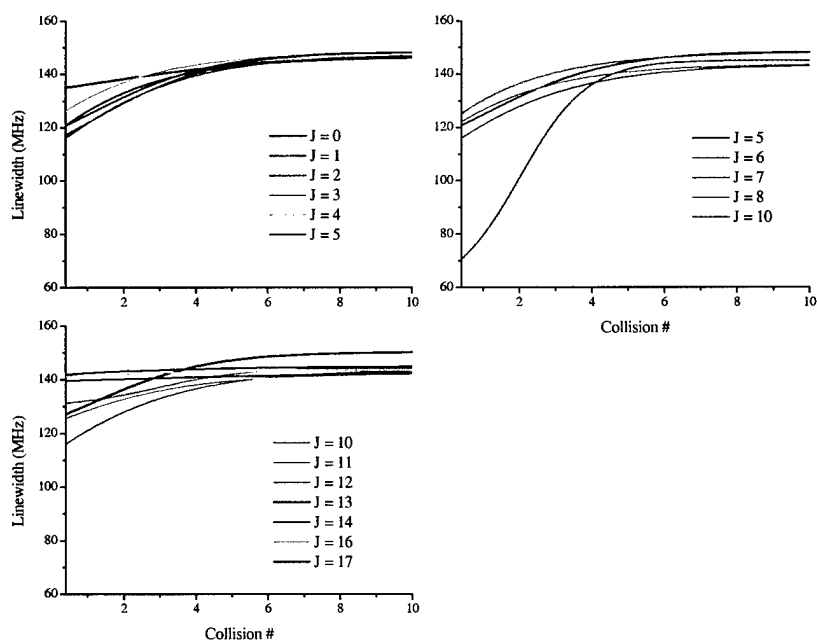 160
140
120
100
80
60
Linewidth (MHz)
J = 0
J = 1
J = 2
J = 3
J = 4
J = 5
2
4
6
8
10
160
140
120
100
80
60
J = 5
J = 6
J = 7
J = 8
J = 10
2
4
6
8
10
Collision #
160
140
120
100
80
60
Linewidth (MHz)
J = 10
J = 11
J = 12
J = 13
J = 14
J = 16
J = 17
2
4
6
8
10
Collision #